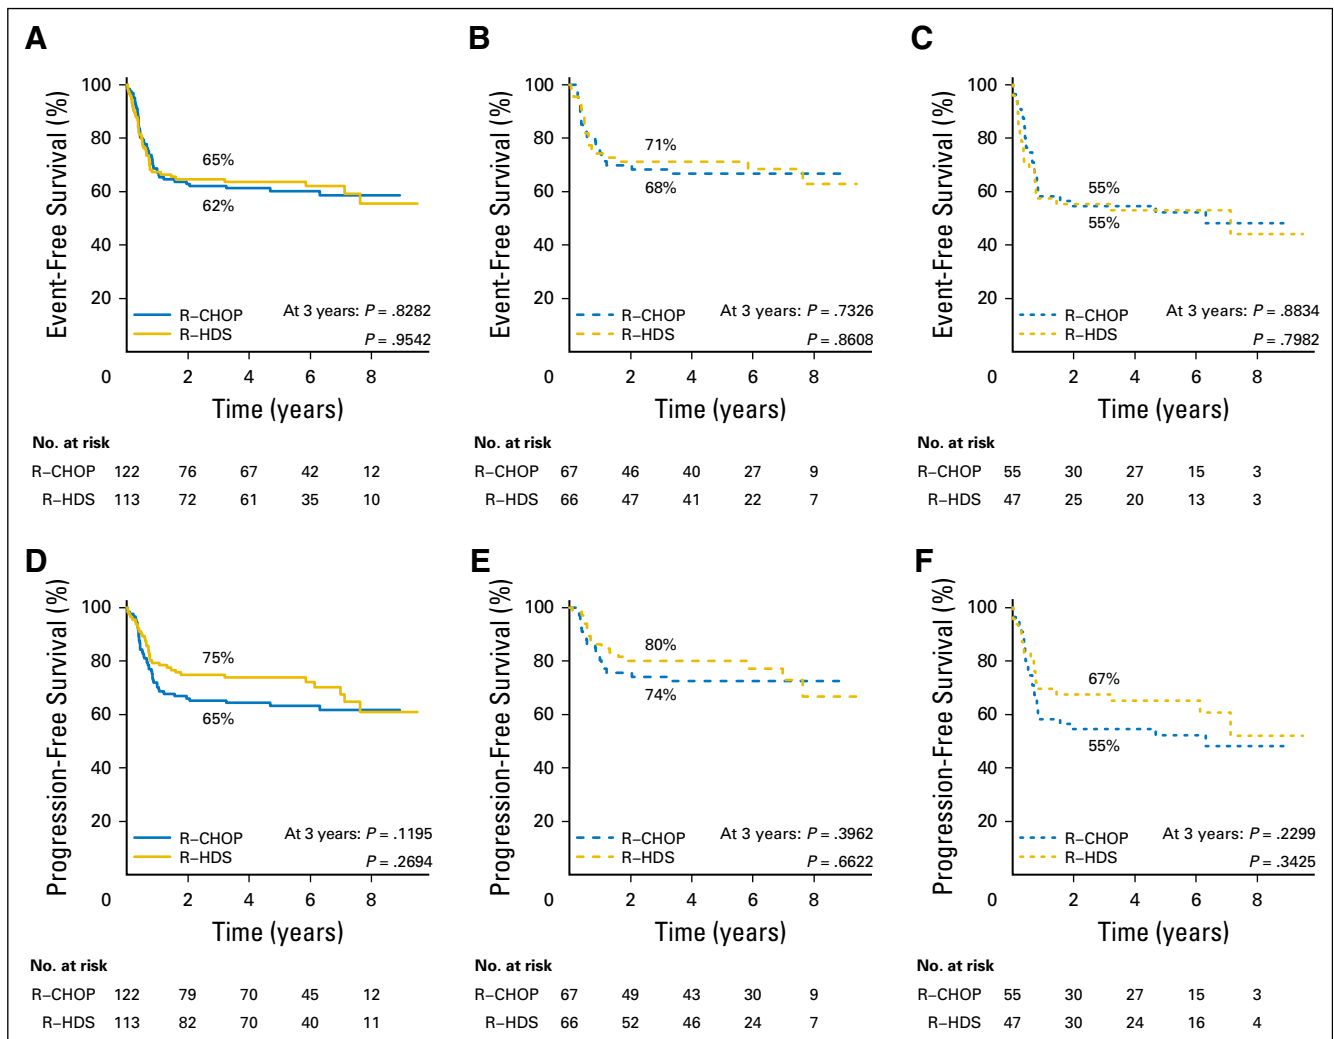 A
Event-Free Survival (%)
100
80
60
40
20
0
2
4
6
8
65%
62%
R–CHOP
R–HDS
At 3 years: P = .8282
P = .9542
Time (years)
No. at risk
R–CHOP 122 76 67 42 12
R–HDS 113 72 61 35 10
B
Event-Free Survival (%)
100
80
60
40
20
0
2
4
6
8
71%
68%
R–CHOP
R–HDS
At 3 years: P = .7326
P = .8608
Time (years)
No. at risk
R–CHOP 67 46 40 27 9
R–HDS 66 47 41 22 7
C
Event-Free Survival (%)
100
80
60
40
20
0
2
4
6
8
55%
55%
R–CHOP
R–HDS
At 3 years: P = .8834
P = .7982
Time (years)
No. at risk
R–CHOP 55 30 27 15 3
R–HDS 47 25 20 13 3
D
Progression-Free Survival (%)
100
80
60
40
20
0
2
4
6
8
75%
65%
R–CHOP
R–HDS
At 3 years: P = .1195
P = .2694
Time (years)
No. at risk
R–CHOP 122 79 70 45 12
R–HDS 113 82 70 40 11
E
Progression-Free Survival (%)
100
80
60
40
20
0
2
4
6
8
80%
74%
R–CHOP
R–HDS
At 3 years: P = .3962
P = .6622
Time (years)
No. at risk
R–CHOP 67 49 43 30 9
R–HDS 66 52 46 24 7
F
Progression-Free Survival (%)
100
80
60
40
20
0
2
4
6
8
67%
55%
R–CHOP
R–HDS
At 3 years: P = .2299
P = .3425
Time (years)
No. at risk
R–CHOP 55 30 27 15 3
R–HDS 47 30 24 16 4